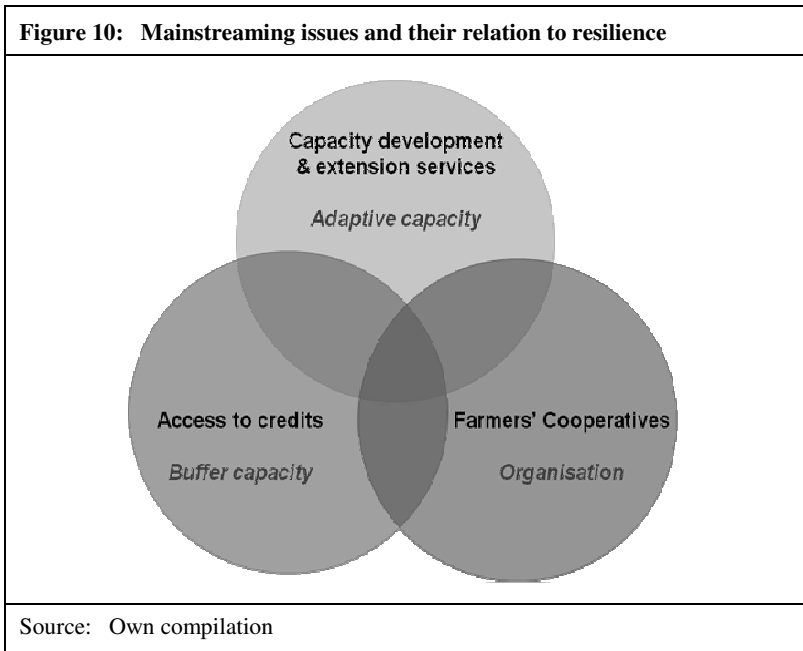 Figure 10: Mainstreaming issues and their relation to resilience
Capacity development
& extension services
Adaptive capacity
Access to credits
Buffer capacity
Farmers' Cooperatives
Organisation
Source: Own compilation